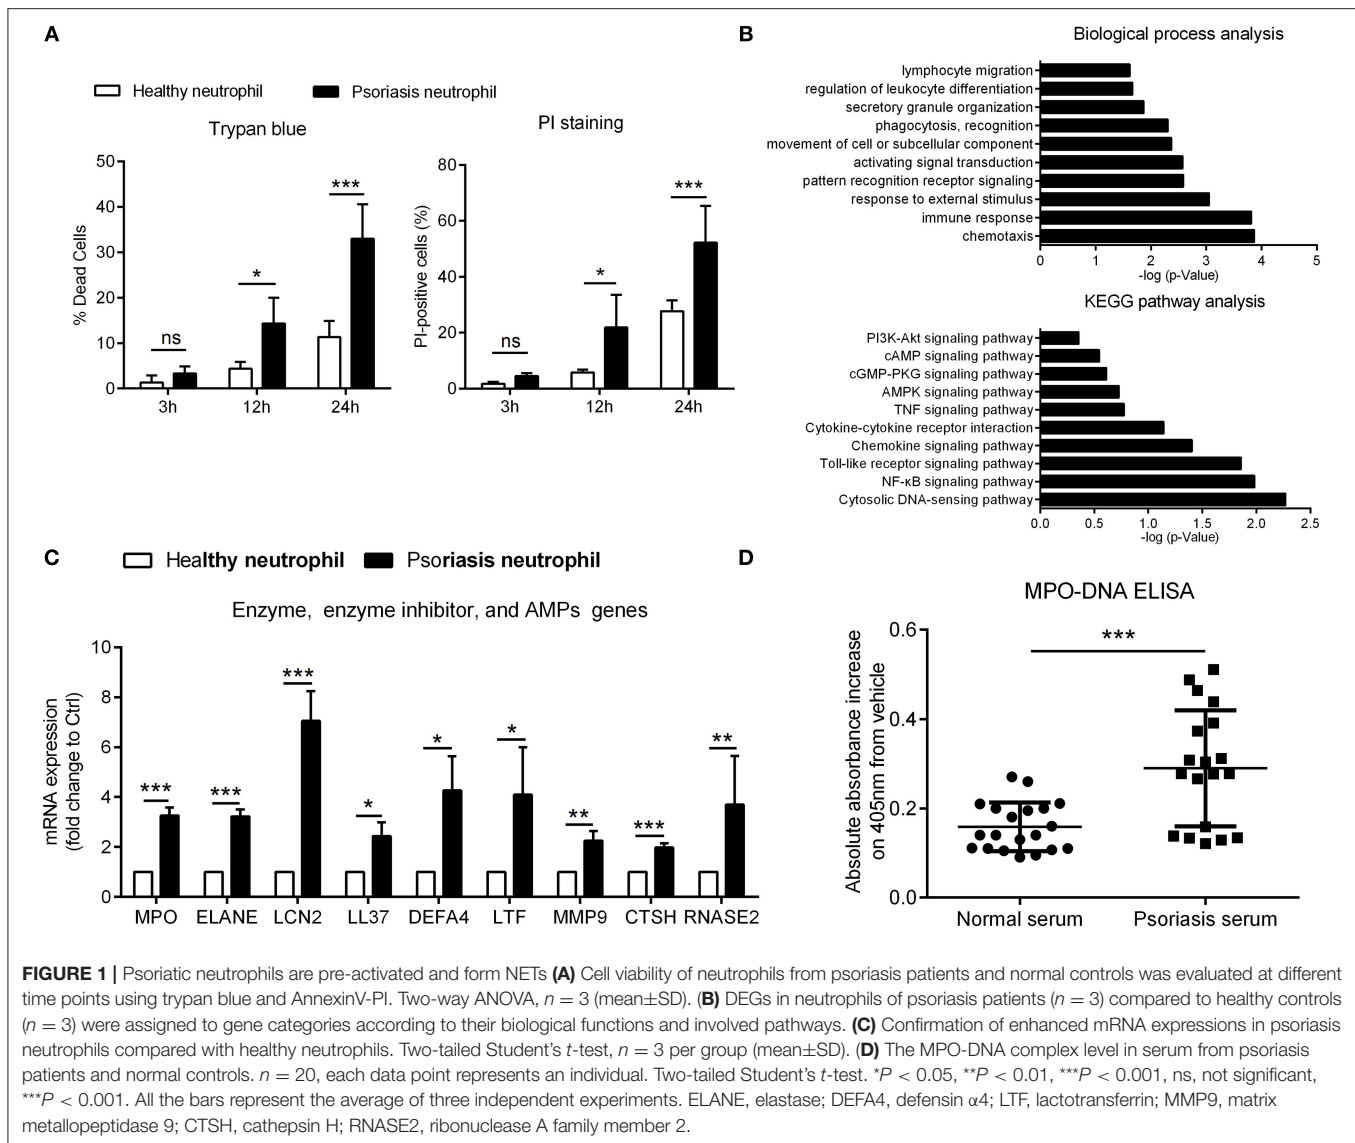 A
Healthy neutrophil
Psoriasis neutrophil
Trypan blue
% Dead Cells
50
40
30
20
10
0
ns
*
***
3h
12h
24h
PI staining
PI-positive cells (%)
80
60
40
20
0
ns
*
***
3h
12h
24h
B
Biological process analysis
lymphocyte migration
regulation of leukocyte differentiation
secretory granule organization
phagocytosis, recognition
movement of cell or subcellular component
activating signal transduction
pattern recognition receptor signaling
response to external stimulus
immune response
chemotaxis
0 1 2 3 4 5
-log (p-Value)
KEGG pathway analysis
PI3K-Akt signaling pathway
cAMP signaling pathway
cGMP-PKG signaling pathway
AMPK signaling pathway
TNF signaling pathway
Cytokine-cytokine receptor interaction
Chemokine signaling pathway
Toll-like receptor signaling pathway
NF-κB signaling pathway
Cytosolic DNA-sensing pathway
0.0 0.5 1.0 1.5 2.0 2.5
-log (p-Value)
C
Healthy neutrophil
Psoriasis neutrophil
Enzyme, enzyme inhibitor, and AMPs genes
mRNA expression
(fold change to Ctrl)
10
8
6
4
2
0
***
***
***
*
*
*
**
***
**
MPO ELANE LCN2 LL37 DEFA4 LTF MMP9 CTSH RNASE2
D
MPO-DNA ELISA
Absolute absorbance increase
on 405nm from vehicle
0.6
0.4
0.2
0.0
***
Normal serum
Psoriasis serum
FIGURE 1 | Psoriatic neutrophils are pre-activated and form NETs (A) Cell viability of neutrophils from psoriasis patients and normal controls was evaluated at different
time points using trypan blue and AnnexinV-PI. Two-way ANOVA, n = 3 (mean±SD). (B) DEGs in neutrophils of psoriasis patients (n = 3) compared to healthy controls
(n = 3) were assigned to gene categories according to their biological functions and involved pathways. (C) Confirmation of enhanced mRNA expressions in psoriasis
neutrophils compared with healthy neutrophils. Two-tailed Student's t-test, n = 3 per group (mean±SD). (D) The MPO-DNA complex level in serum from psoriasis
patients and normal controls. n = 20, each data point represents an individual. Two-tailed Student's t-test. *P < 0.05, **P < 0.01, ***P < 0.001, ns, not significant,
***P < 0.001. All the bars represent the average of three independent experiments. ELANE, elastase; DEFA4, defensin α4; LTF, lactotransferrin; MMP9, matrix
metallopeptidase 9; CTSH, cathepsin H; RNASE2, ribonuclease A family member 2.